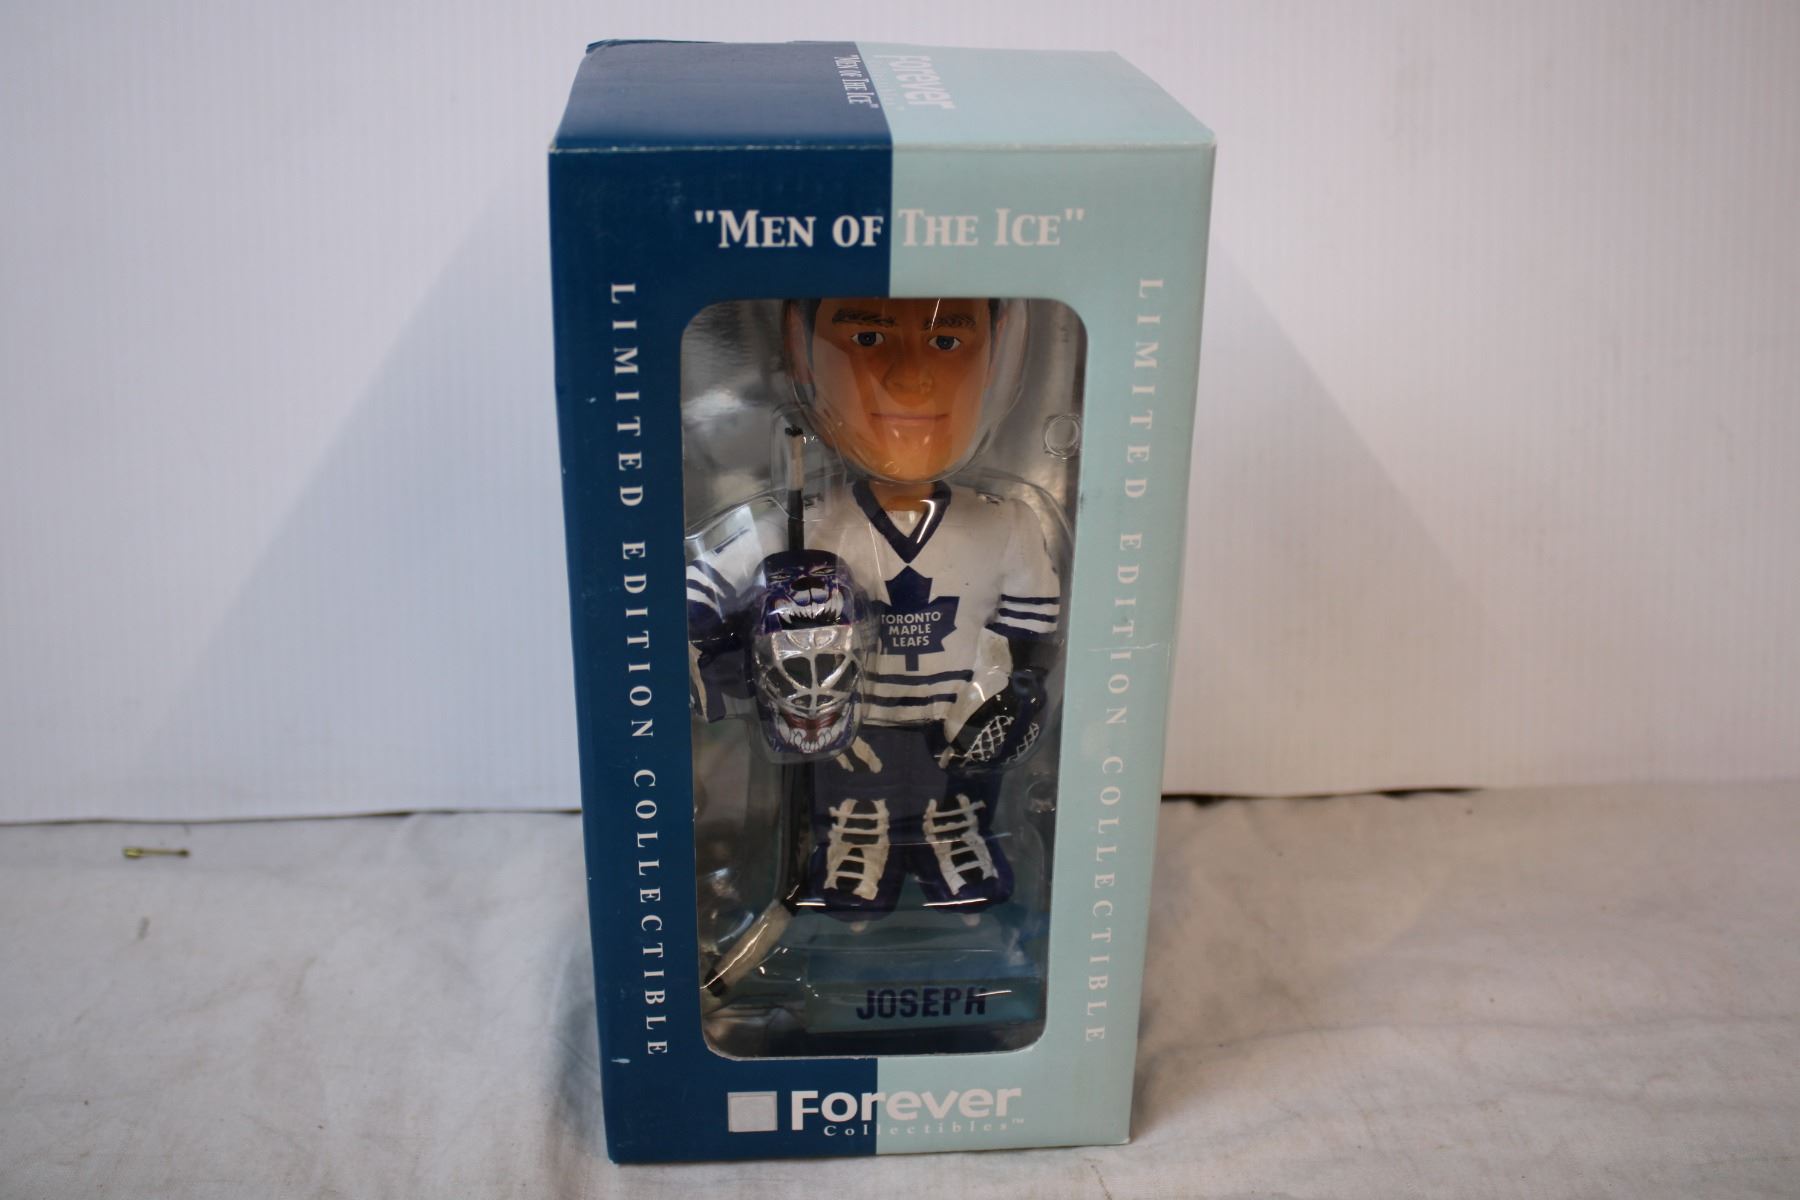 "MEN OF THE ICE"
Forever
"MEN OF THE ICE"
LIMITED EDITION COLLECTIBLE
LIMITED EDITION COLLECTIBLE
TORONTO
MAPLE
LEAFS
JOSEPH
Forever
Collectibles™